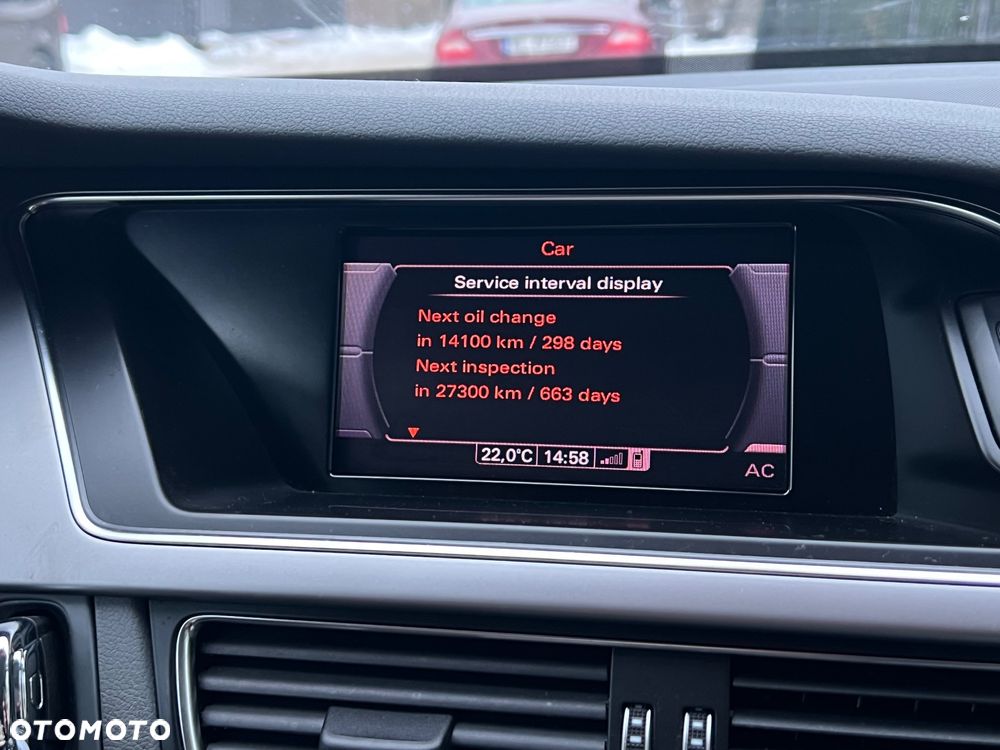 Car
Service interval display
Next oil change
in 14100 km / 298 days
Next inspection
in 27300 km / 663 days
22,0°C 14:58
AC
OTOMOTO